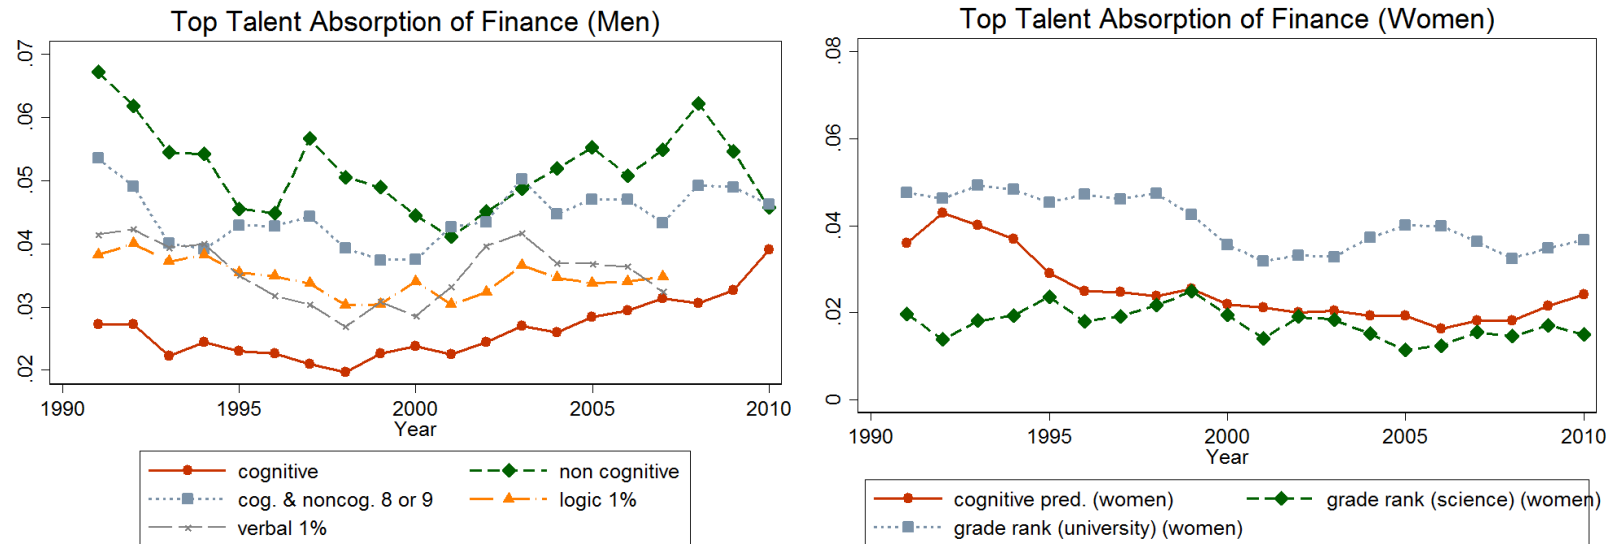 Top Talent Absorption of Finance (Men)
.07
.06
.05
.04
.03
.02
1990 1995 2000 2005 2010
Year
cognitive non cognitive
cog. & noncog. 8 or 9 logic 1%
verbal 1%
Top Talent Absorption of Finance (Women)
.08
.06
.04
.02
0
1990 1995 2000 2005 2010
Year
cognitive pred. (women) grade rank (science) (women)
grade rank (university) (women)